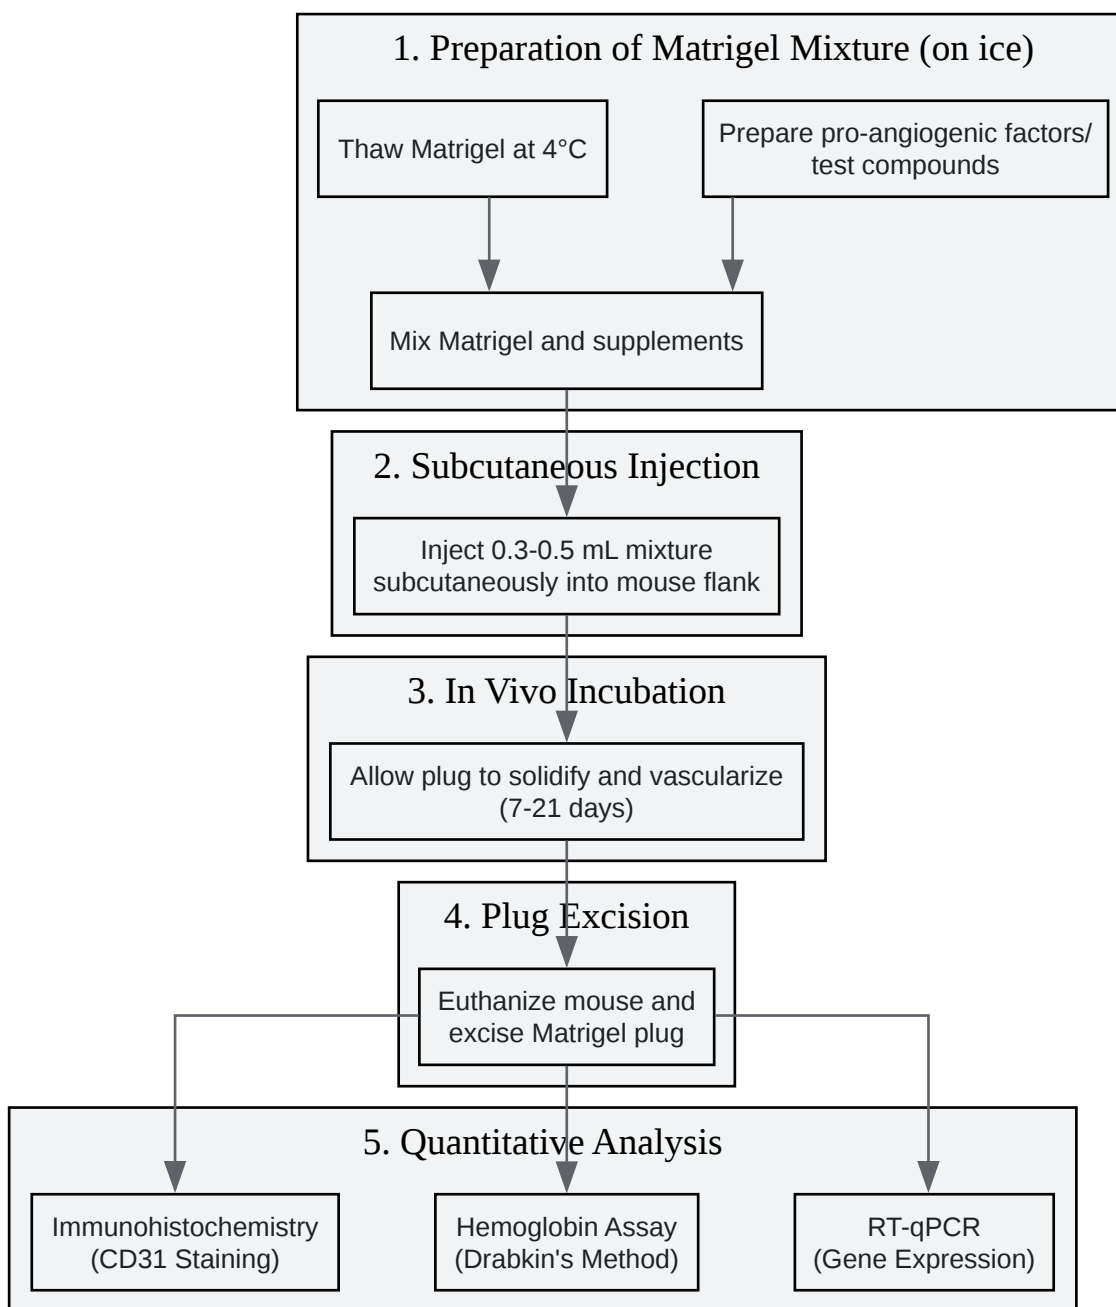 1. Preparation of Matrigel Mixture (on ice)
Thaw Matrigel at 4°C
Prepare pro-angiogenic factors/
test compounds
Mix Matrigel and supplements
2. Subcutaneous Injection
Inject 0.3-0.5 mL mixture
subcutaneously into mouse flank
3. In Vivo Incubation
Allow plug to solidify and vascularize
(7-21 days)
4. Plug Excision
Euthanize mouse and
excise Matrigel plug
5. Quantitative Analysis
Immunohistochemistry
(CD31 Staining)
Hemoglobin Assay
(Drabkin's Method)
RT-qPCR
(Gene Expression)